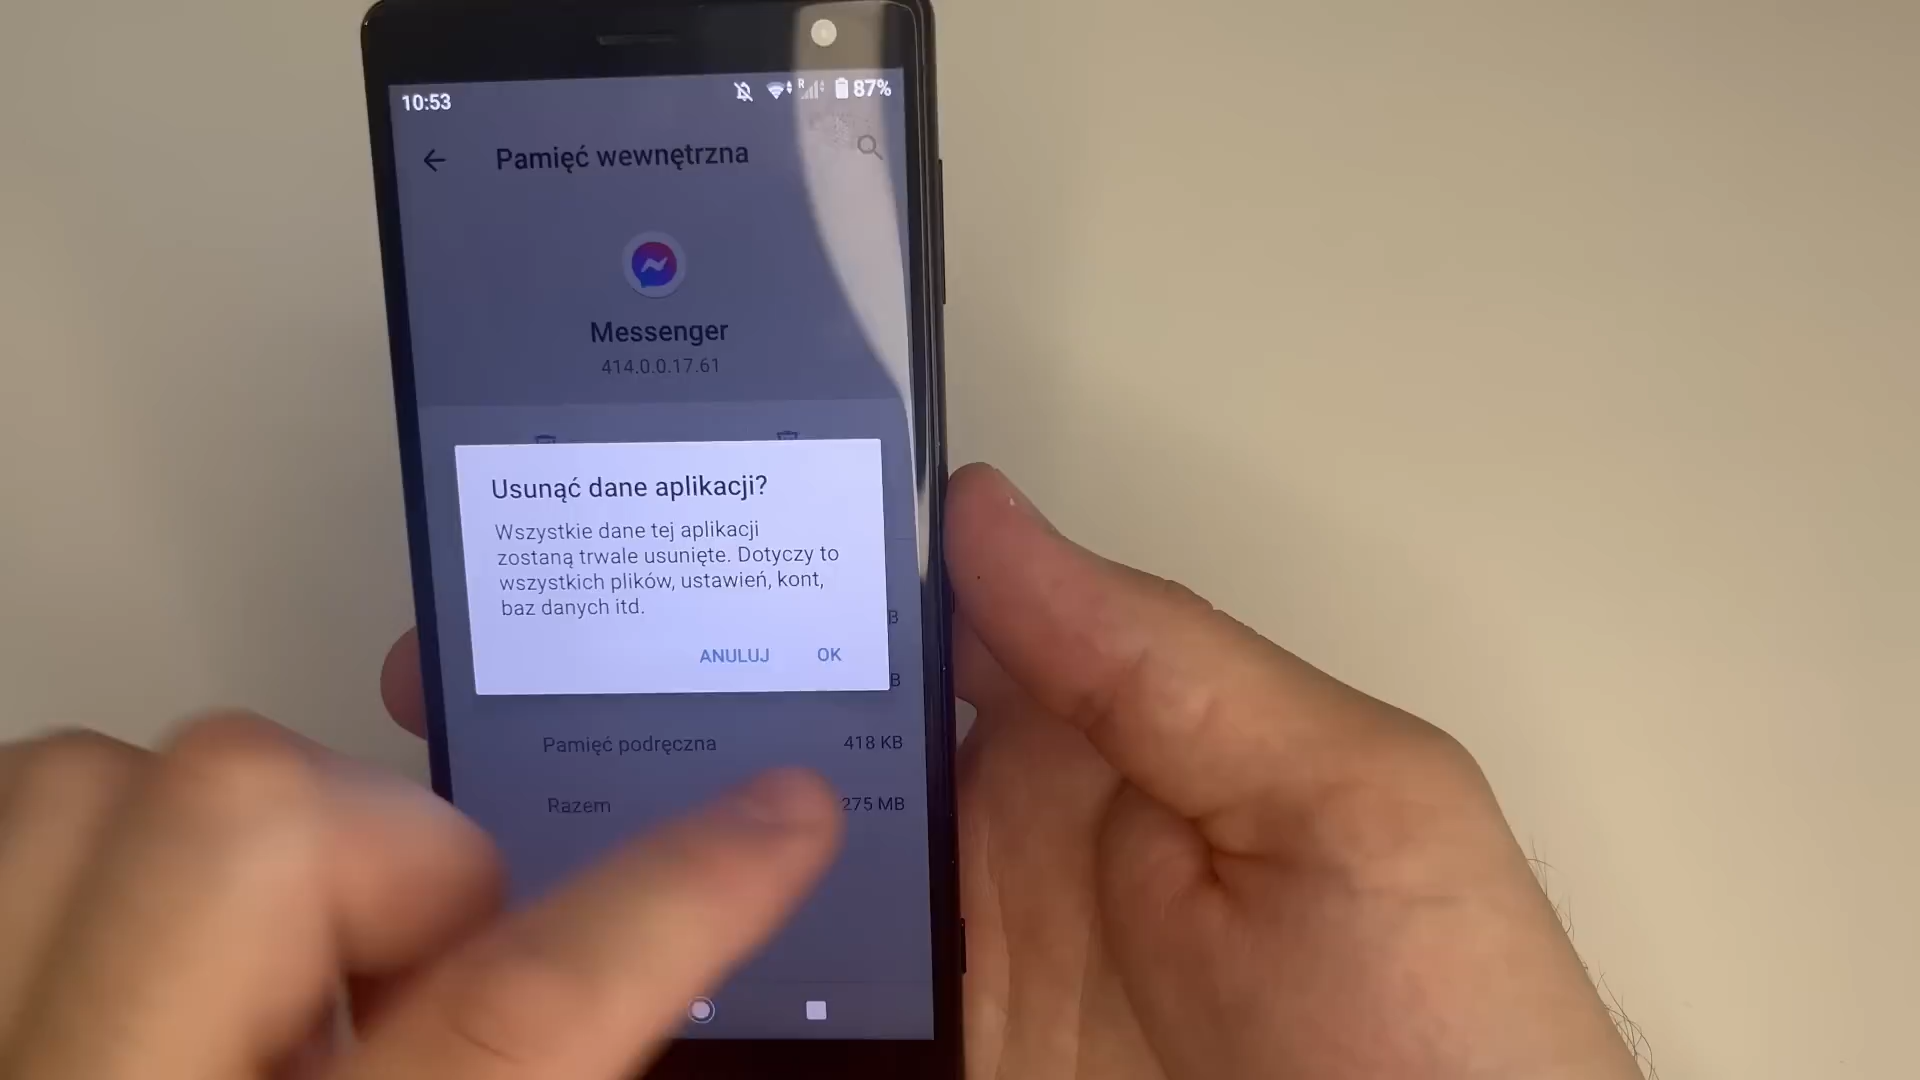 10:53
R
87%
Pamięć wewnętrzna
Messenger
414.0.0.17.61
Usunąć dane aplikacji?
Wszystkie dane tej aplikacji
zostaną trwale usunięte. Dotyczy to
wszystkich plików, ustawień, kont,
baz danych itd.
B
ANULUJ OK
B
Pamięć podręczna 418 KB
Razem 275 MB